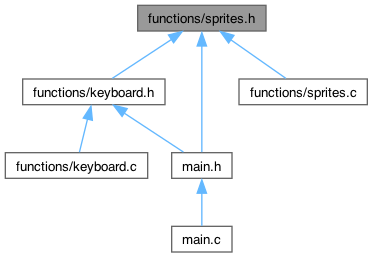 functions/sprites.h
functions/keyboard.h
functions/sprites.c
functions/keyboard.c
main.h
main.c